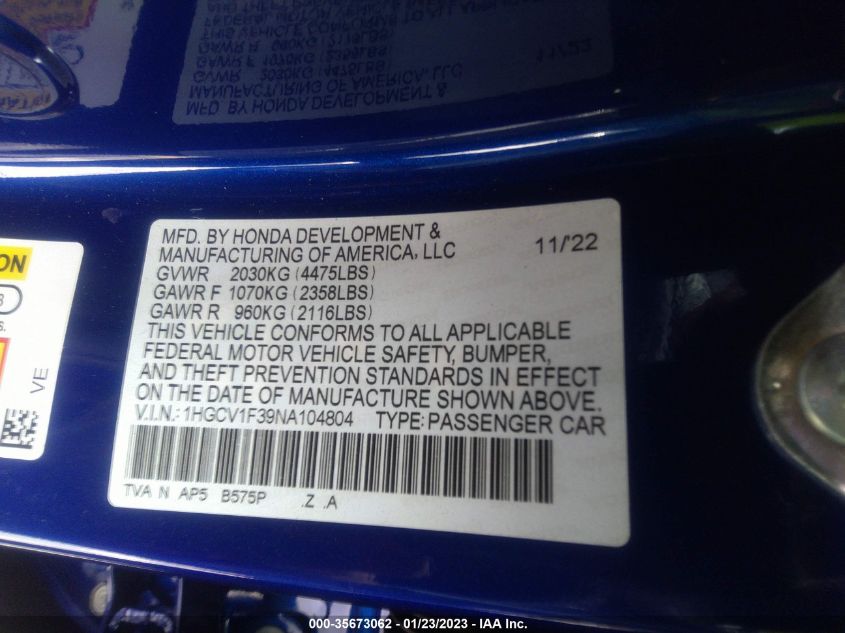 MFD. BY HONDA DEVELOPMENT &
MANUFACTURING OF AMERICA, LLC 11/'22
GVWR 2030KG (4475LBS)
GAWR F 1070KG (2358LBS)
GAWR R 960KG (2116LBS)
THIS VEHICLE CONFORMS TO ALL APPLICABLE
FEDERAL MOTOR VEHICLE SAFETY, BUMPER,
AND THEFT PREVENTION STANDARDS IN EFFECT
ON THE DATE OF MANUFACTURE SHOWN ABOVE.
V.I.N.: 1HGCV1F39NA104804 TYPE: PASSENGER CAR
TVA N AP5 B575P .Z .A
ON
S.
VE
000-35673062 - 01/23/2023 - IAA Inc.